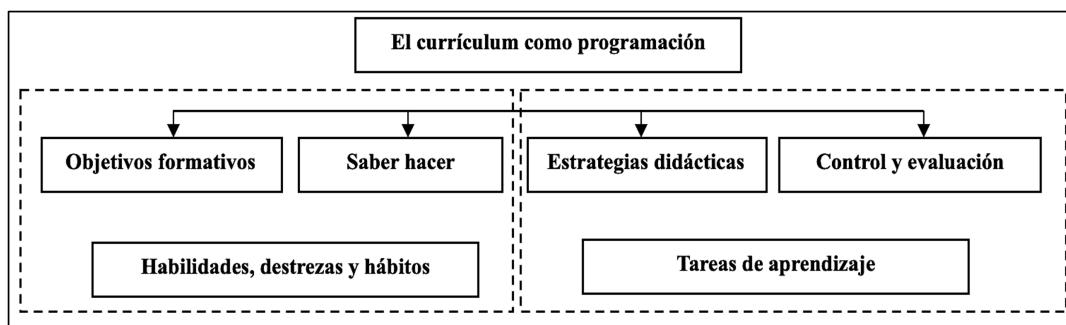 El currículum como programación
Objetivos formativos
Saber hacer
Estrategias didácticas
Control y evaluación
Habilidades, destrezas y hábitos
Tareas de aprendizaje